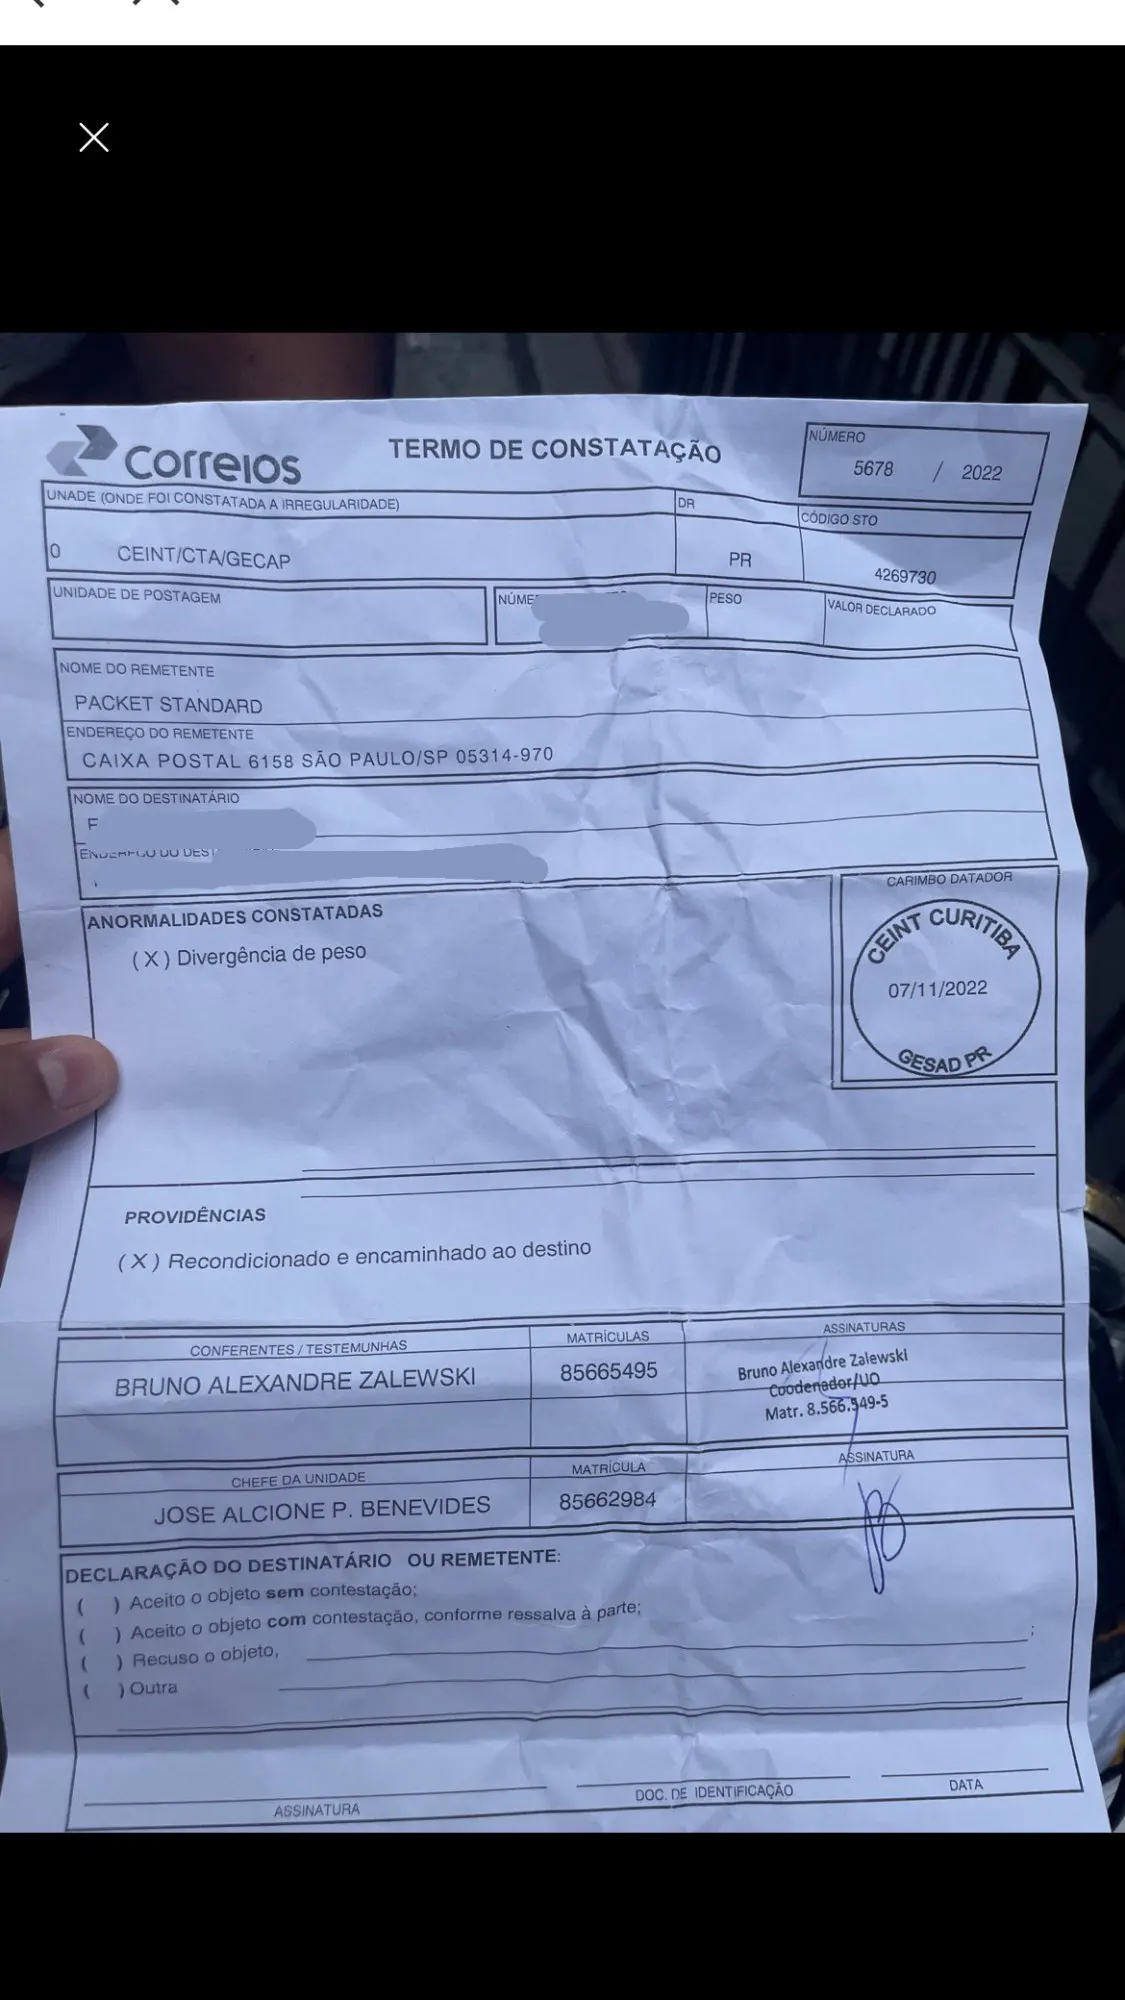 Correios
TERMO DE CONSTATAÇÃO
NÚMERO
5678 / 2022
UNADE (ONDE FOI CONSTATADA A IRREGULARIDADE)
DR
CÓDIGO STO
0 CEINT/CTA/GECAP
PR
4269730
UNIDADE DE POSTAGEM
PESO
VALOR DECLARADO
NOME DO REMETENTE
PACKET STANDARD
ENDEREÇO DO REMETENTE
CAIXA POSTAL 6158 SÃO PAULO/SP 05314-970
NOME DO DESTINATÁRIO
F
ANORMALIDADES CONSTATADAS
( X ) Divergência de peso
CARIMBO DATADOR
CEINT CURITIBA
07/11/2022
GESAD PR
PROVIDÊNCIAS
( X ) Recondicionado e encaminhado ao destino
CONFERENTES / TESTEMUNHAS
MATRÍCULAS
ASSINATURAS
BRUNO ALEXANDRE ZALEWSKI
85665495
Bruno Alexandre Zalewski
Coodenador/UO
Matr. 8.566.549-5
CHEFE DA UNIDADE
MATRÍCULA
ASSINATURA
JOSE ALCIONE P. BENEVIDES
85662984
DECLARAÇÃO DO DESTINATÁRIO OU REMETENTE:
( ) Aceito o objeto sem contestação;
( ) Aceito o objeto com contestação, conforme ressalva à parte;
( ) Recuso o objeto, ;
( ) Outra
ASSINATURA
DOC. DE IDENTIFICAÇÃO
DATA